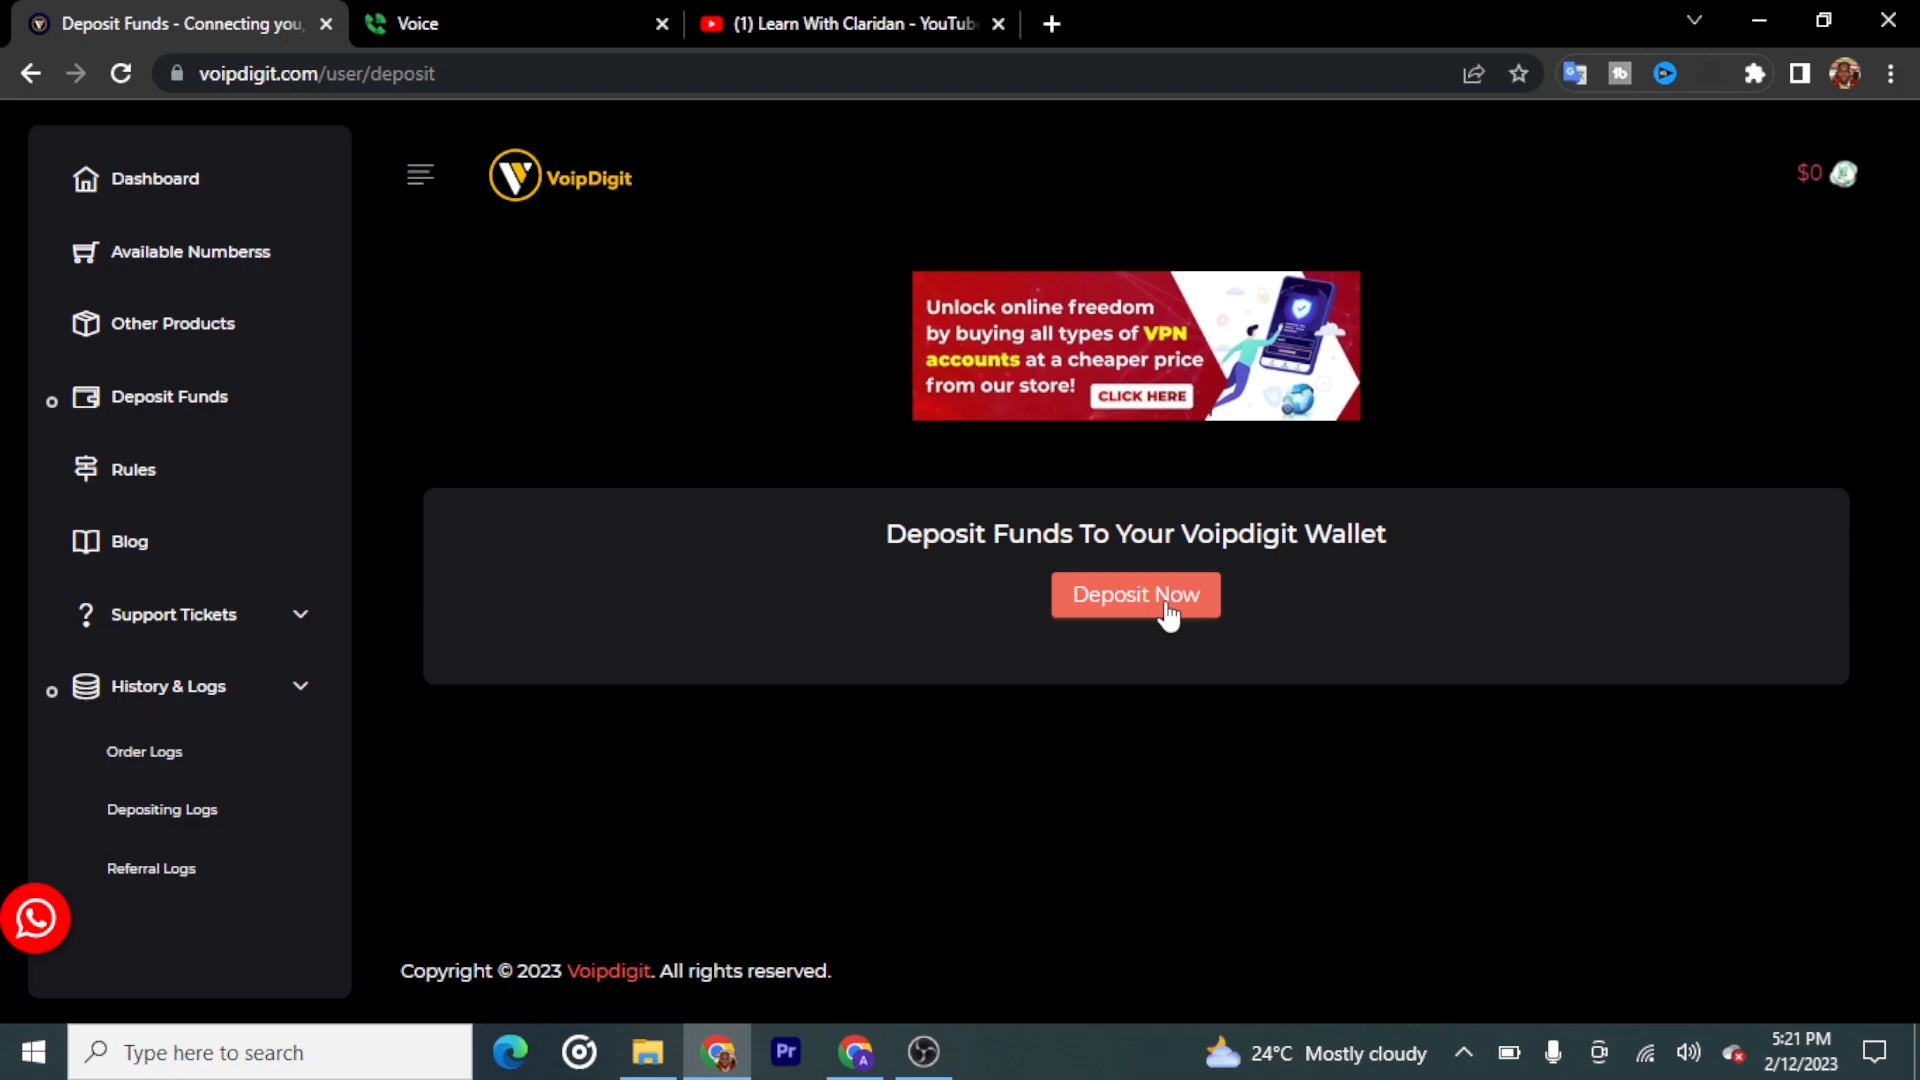 Deposit Funds - Connecting you,
Voice
(1) Learn With Claridan - YouTub
voipdigit.com/user/deposit
Dashboard
Available Numberss
Other Products
Deposit Funds
Rules
Blog
Support Tickets
History & Logs
Order Logs
Depositing Logs
Referral Logs
VoipDigit
$0
Unlock online freedom
by buying all types of VPN
accounts at a cheaper price
from our store!
CLICK HERE
Deposit Funds To Your Voipdigit Wallet
Deposit Now
Copyright © 2023 Voipdigit. All rights reserved.
Type here to search
Pr
A
24°C Mostly cloudy
5:21 PM
2/12/2023